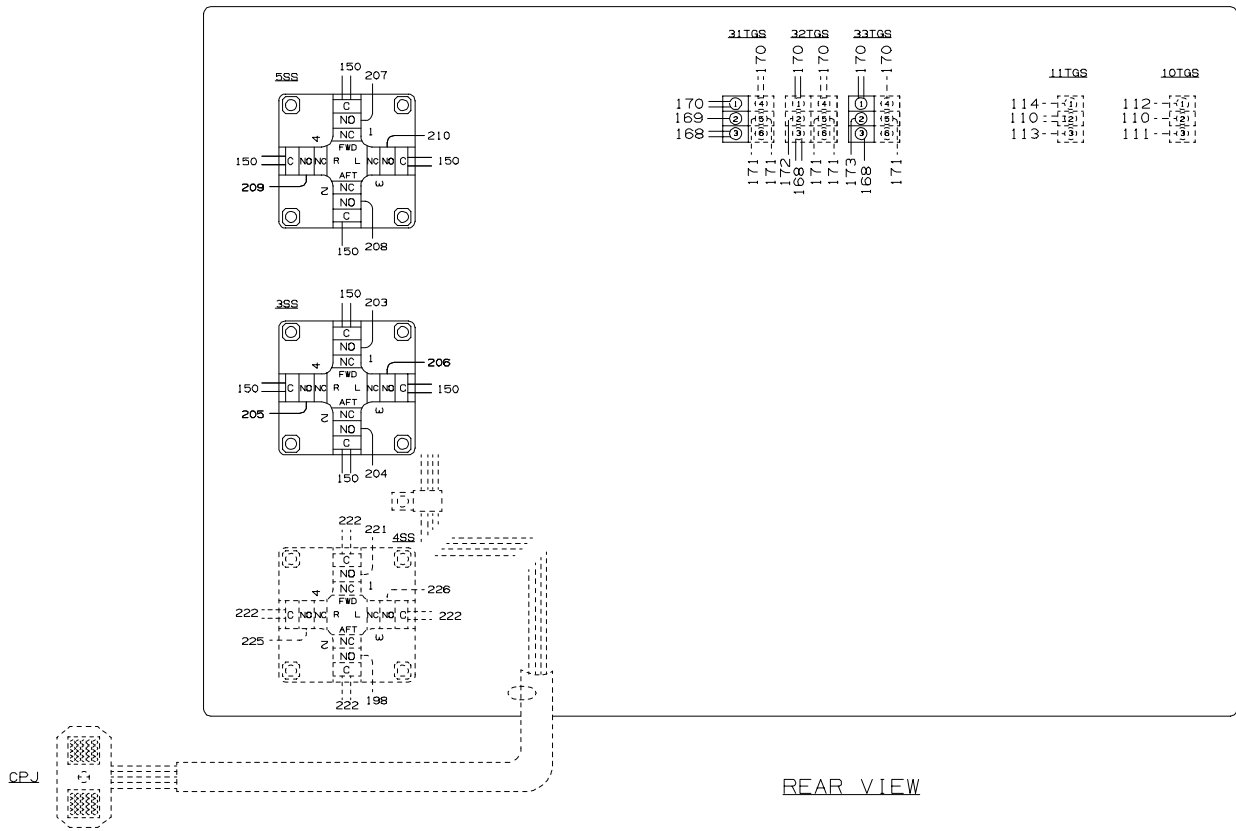 31TGS 32TGS 33TGS
170 170 170 170 170
11TGS 10TGS
5SS
150 207
C
NO
NC 1
4 FWD 210
150 C NO NC R L NC NO C 150
AFT
209 2 NC 3
NO
C
150 208
170 1 4 1 4 1 4
169 2 5 2 5 2 5
168 3 6 3 6 3 6
171 171 172 168 171 171 173 168 171
114 1
110 12
113 3
112 1
110 2
111 3
3SS
150 203
C
NO
NC 1
4 FWD 206
150 C NO NC R L NC NO C 150
AFT
205 2 NC 3
NO
C
150 204
4SS
222 221
C
NO
NC 1
4 FWD 226
222 C NO NC R L NC NO C 222
AFT
225 2 NC 3
NO
C
222 198
CPJ
REAR VIEW